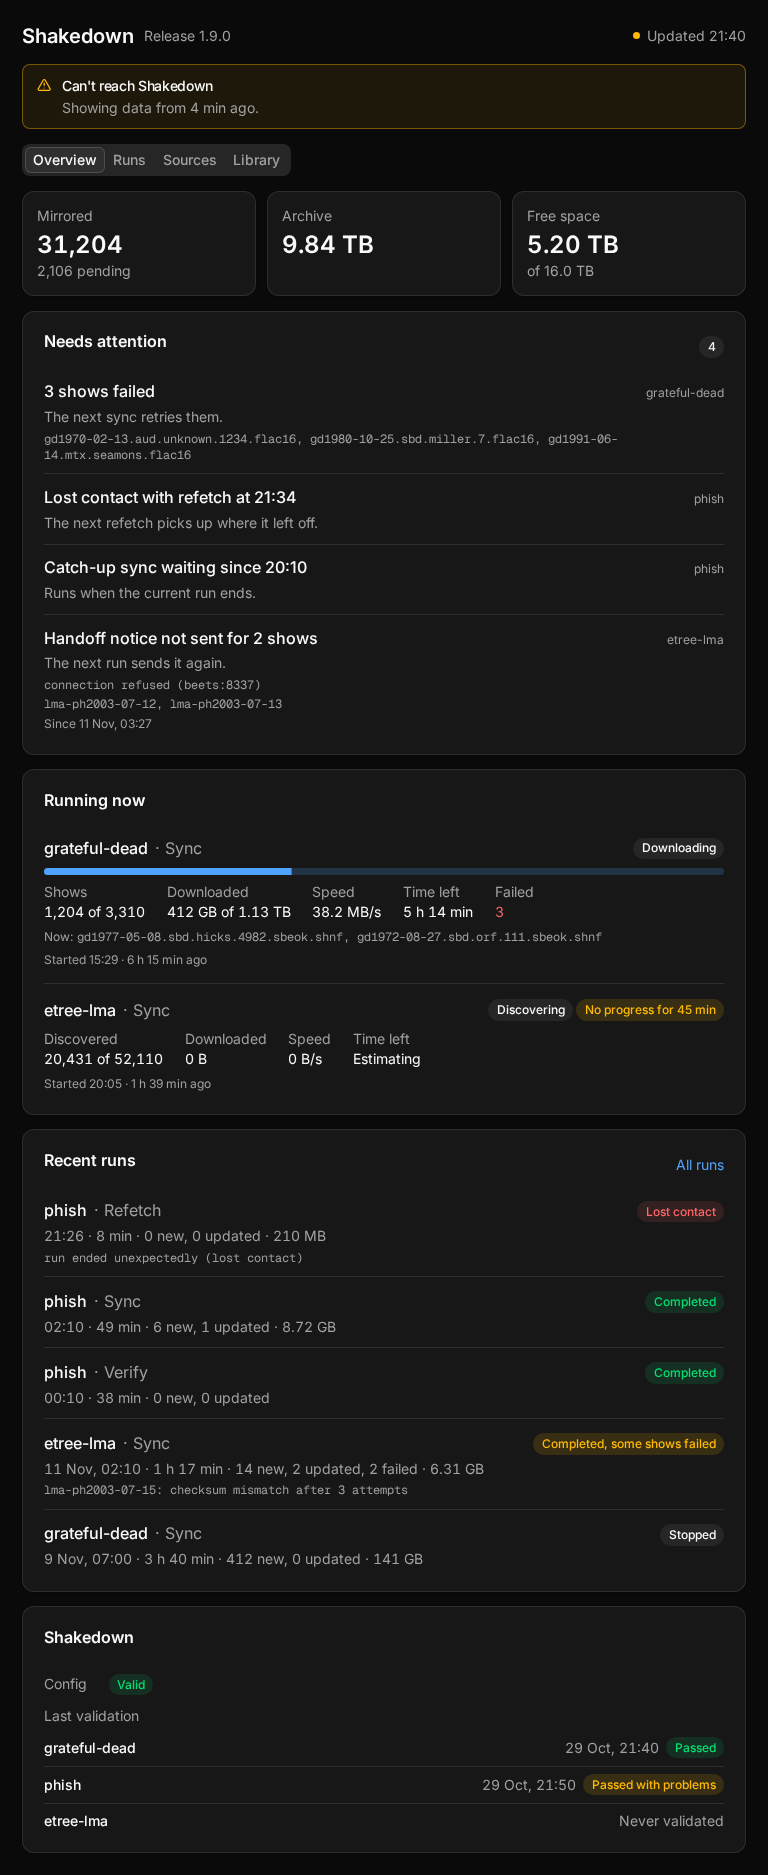 Shakedown Release 1.9.0
Updated 21:40
Can't reach Shakedown
Showing data from 4 min ago.
Overview Runs Sources Library
Mirrored
31,204
2,106 pending
Archive
9.84 TB
Free space
5.20 TB
of 16.0 TB
Needs attention
4
3 shows failed
grateful-dead
The next sync retries them.
gd1970-02-13.aud.unknown.1234.flac16, gd1980-10-25.sbd.miller.7.flac16, gd1991-06-
14.mtx.seamons.flac16
Lost contact with refetch at 21:34
phish
The next refetch picks up where it left off.
Catch-up sync waiting since 20:10
phish
Runs when the current run ends.
Handoff notice not sent for 2 shows
etree-lma
The next run sends it again.
connection refused (beets:8337)
lma-ph2003-07-12, lma-ph2003-07-13
Since 11 Nov, 03:27
Running now
grateful-dead · Sync
Downloading
Shows Downloaded Speed Time left Failed
1,204 of 3,310 412 GB of 1.13 TB 38.2 MB/s 5 h 14 min 3
Now: gd1977-05-08.sbd.hicks.4982.sbeok.shnf, gd1972-08-27.sbd.orf.111.sbeok.shnf
Started 15:29 · 6 h 15 min ago
etree-lma · Sync
Discovering No progress for 45 min
Discovered Downloaded Speed Time left
20,431 of 52,110 0 B 0 B/s Estimating
Started 20:05 · 1 h 39 min ago
Recent runs
All runs
phish · Refetch
Lost contact
21:26 · 8 min · 0 new, 0 updated · 210 MB
run ended unexpectedly (lost contact)
phish · Sync
Completed
02:10 · 49 min · 6 new, 1 updated · 8.72 GB
phish · Verify
Completed
00:10 · 38 min · 0 new, 0 updated
etree-lma · Sync
Completed, some shows failed
11 Nov, 02:10 · 1 h 17 min · 14 new, 2 updated, 2 failed · 6.31 GB
lma-ph2003-07-15: checksum mismatch after 3 attempts
grateful-dead · Sync
Stopped
9 Nov, 07:00 · 3 h 40 min · 412 new, 0 updated · 141 GB
Shakedown
Config Valid
Last validation
grateful-dead 29 Oct, 21:40 Passed
phish 29 Oct, 21:50 Passed with problems
etree-lma Never validated